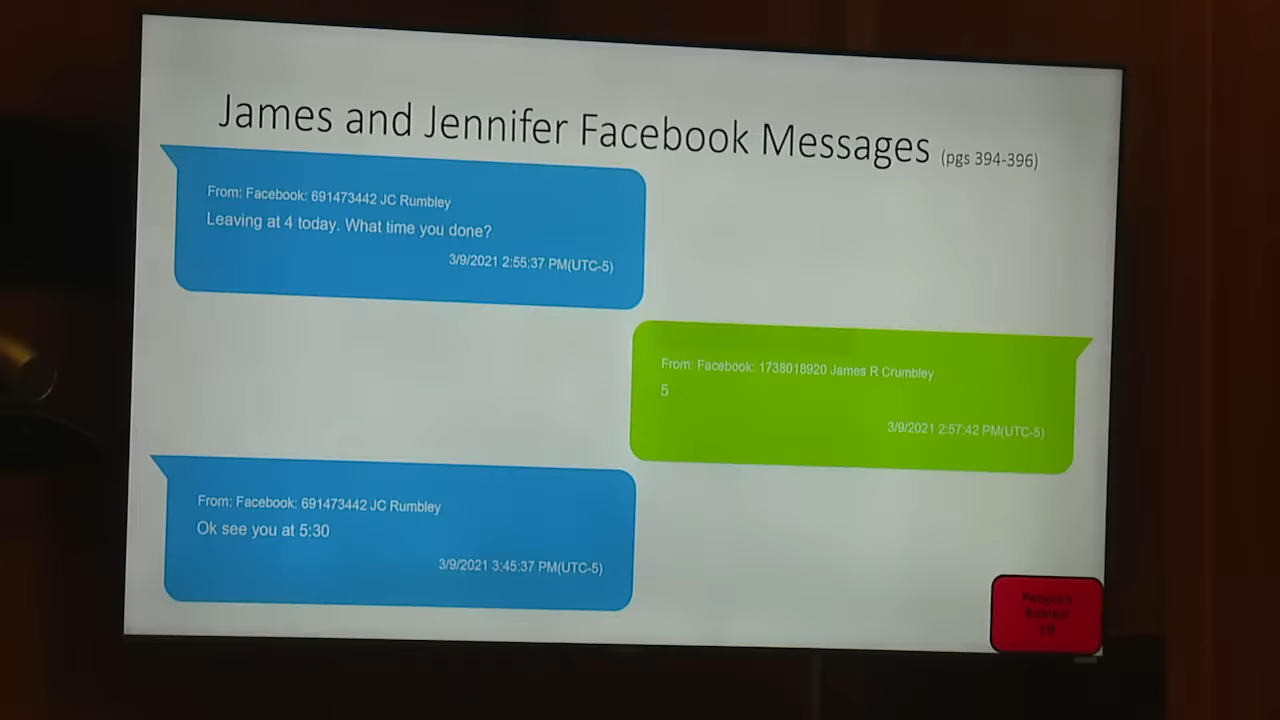 James and Jennifer Facebook Messages (pgs 394-396)
From: Facebook: 691473442 JC Rumbley
Leaving at 4 today. What time you done?
3/9/2021 2:55:37 PM(UTC-5)
From: Facebook: 1738018920 James R Crumbley
5
3/9/2021 2:57:42 PM(UTC-5)
From: Facebook: 691473442 JC Rumbley
Ok see you at 5:30
3/9/2021 3:45:37 PM(UTC-5)
People's
Exhibit